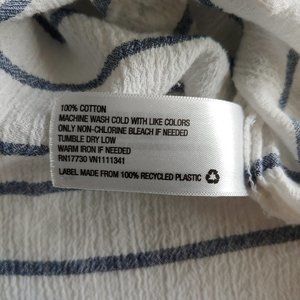 100% COTTON
MACHINE WASH COLD WITH LIKE COLORS
ONLY NON-CHLORINE BLEACH IF NEEDED
TUMBLE DRY LOW
WARM IRON IF NEEDED
RN17730 VN1111341
LABEL MADE FROM 100% RECYCLED PLASTIC